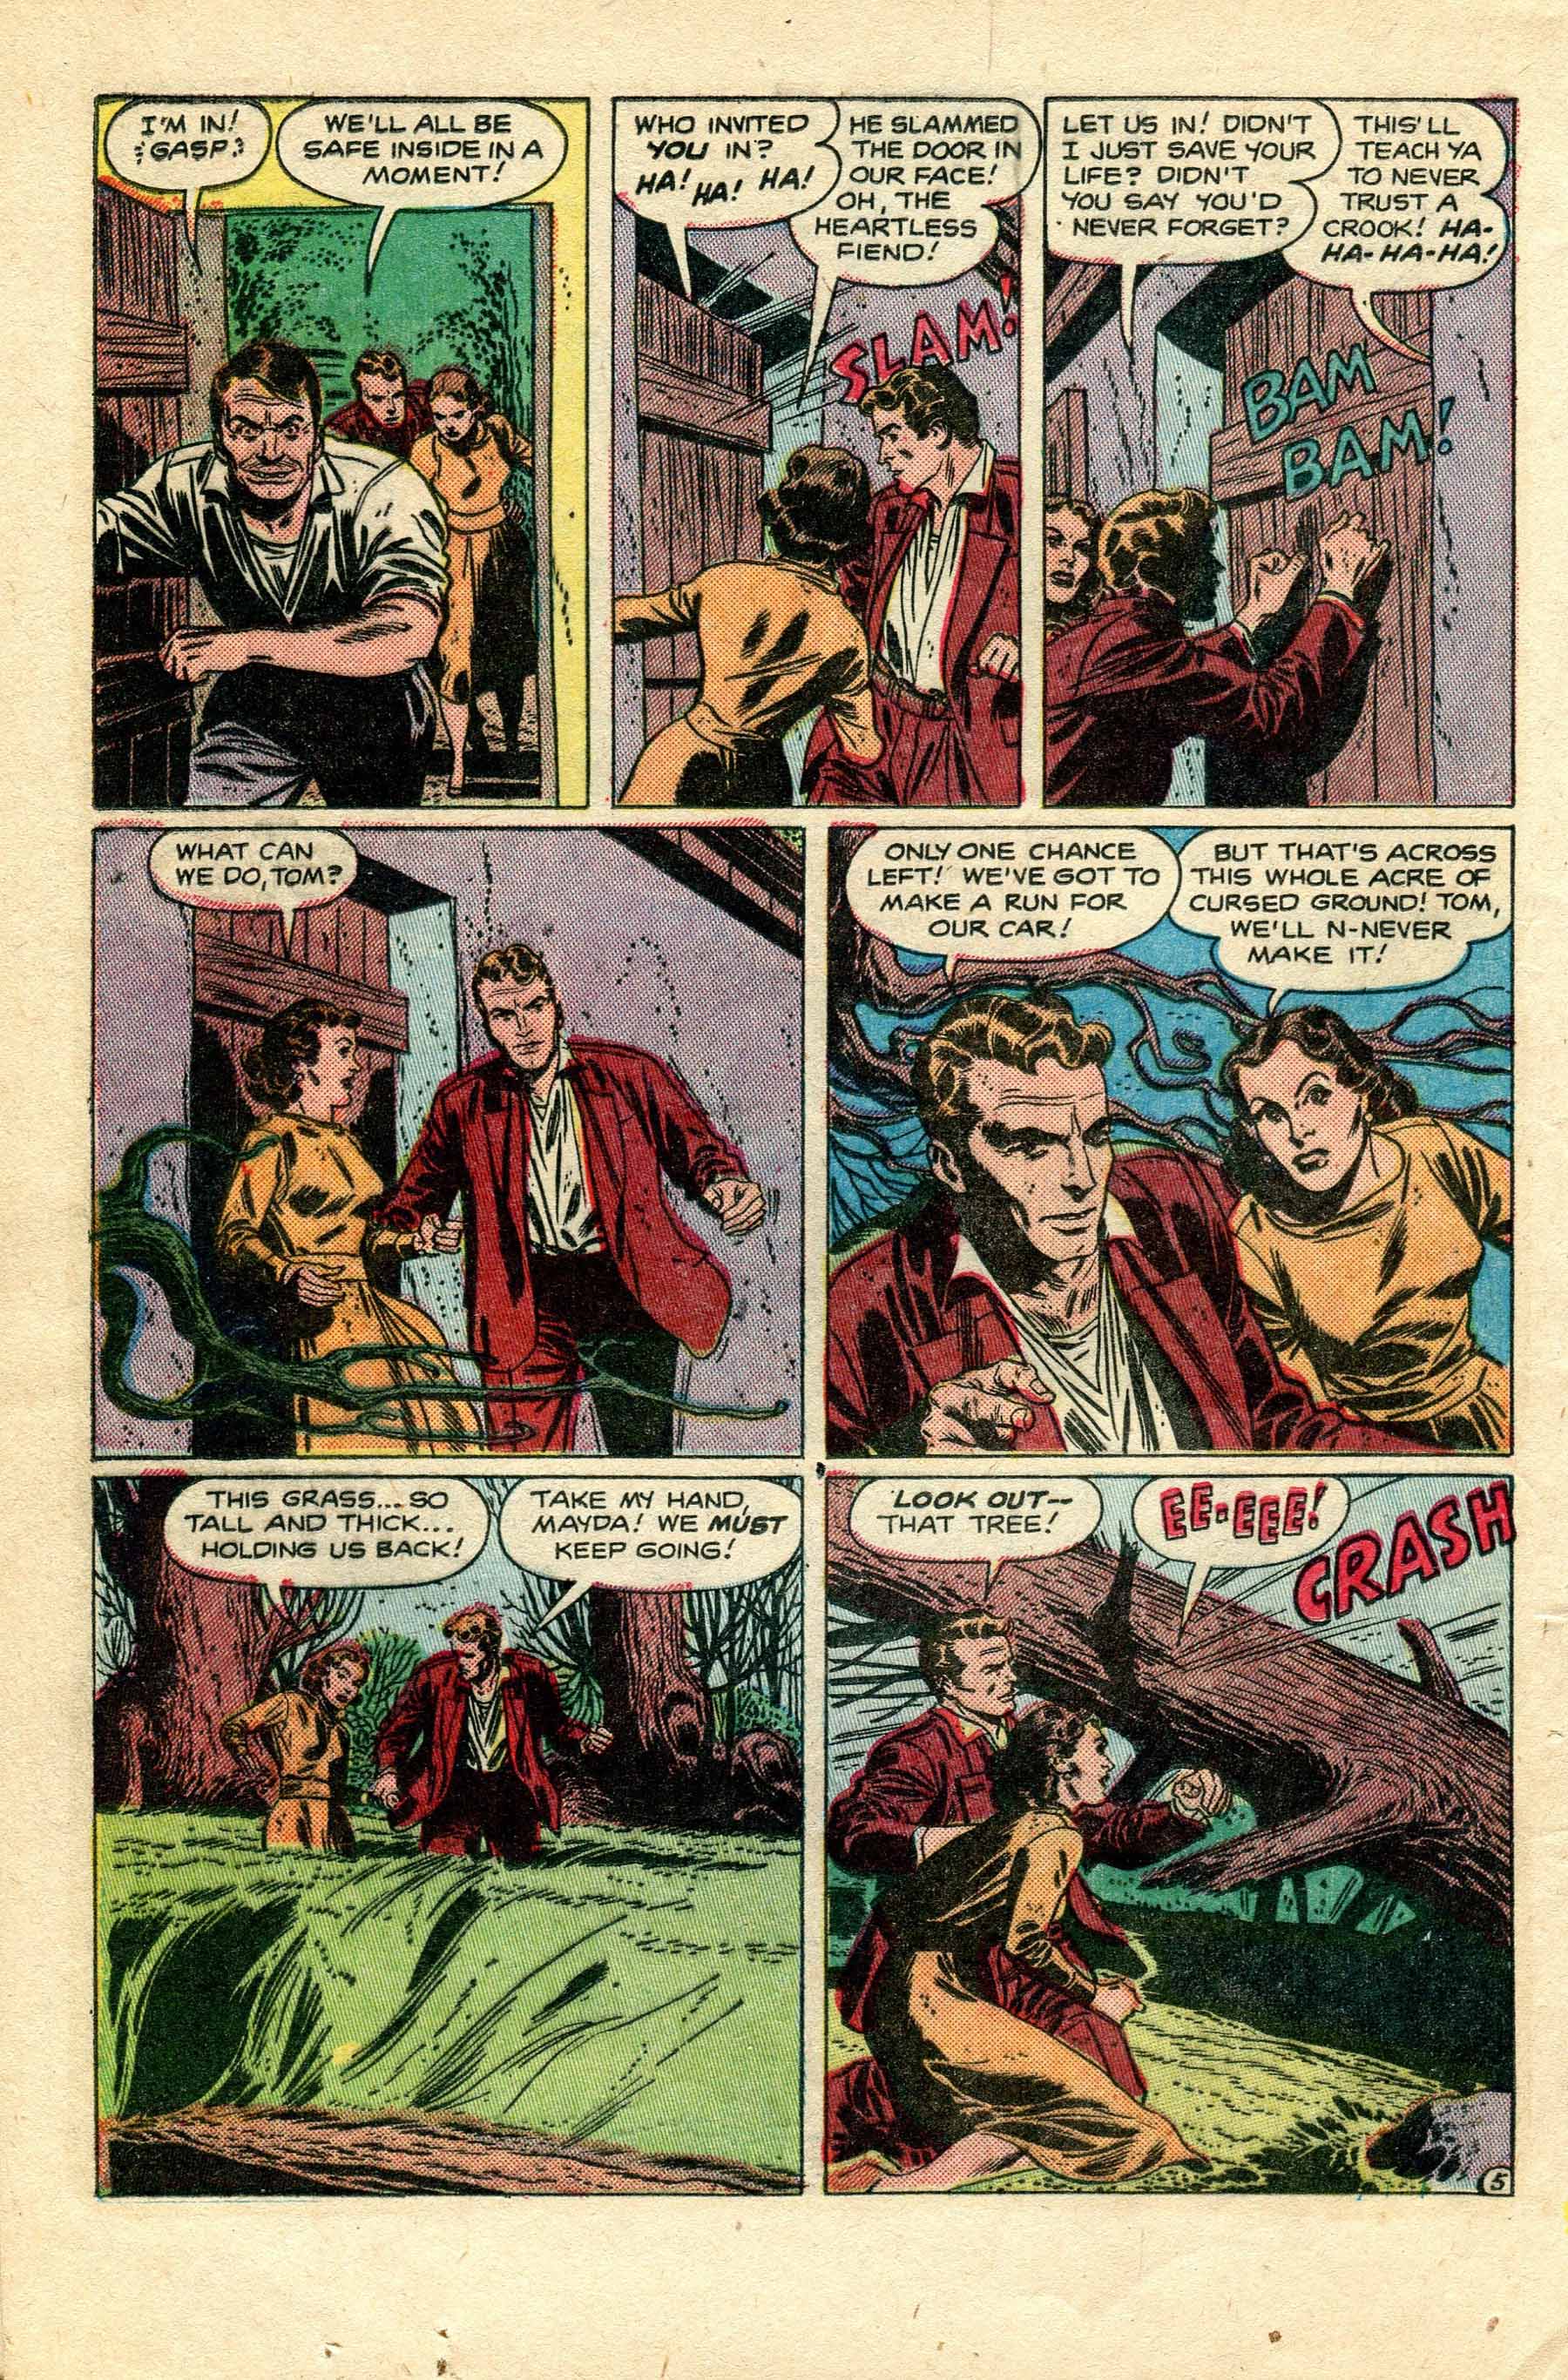 I'M IN!
GASP!
WE'LL ALL BE
SAFE INSIDE IN A
MOMENT!
WHO INVITED
YOU IN?
HA! HA! HA!
HE SLAMMED
THE DOOR IN
OUR FACE!
OH, THE
HEARTLESS
FIEND!
SLAM!
LET US IN! DIDN'T
I JUST SAVE YOUR
LIFE? DIDN'T
YOU SAY YOU'D
NEVER FORGET?
THIS'LL
TEACH YA
TO NEVER
TRUST A
CROOK! HA-
HA-HA-HA!
BAM
BAM!
WHAT CAN
WE DO, TOM?
ONLY ONE CHANCE
LEFT! WE'VE GOT TO
MAKE A RUN FOR
OUR CAR!
BUT THAT'S ACROSS
THIS WHOLE ACRE OF
CURSED GROUND! TOM,
WE'LL N-NEVER
MAKE IT!
THIS GRASS... SO
TALL AND THICK...
HOLDING US BACK!
TAKE MY HAND,
MAYDA! WE MUST
KEEP GOING!
LOOK OUT--
THAT TREE!
EE-EEE!
CRASH
5